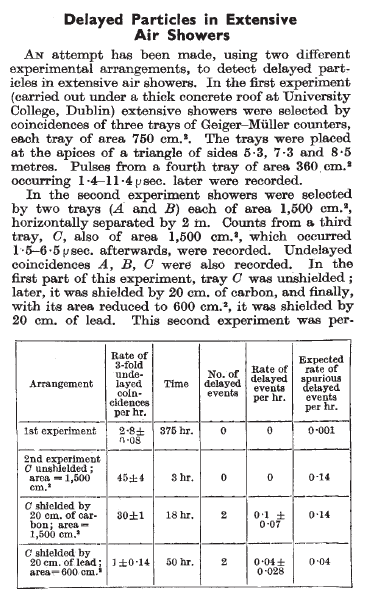 Delayed Particles in Extensive
Air Showers
AN attempt has been made, using two different
experimental arrangements, to detect delayed part-
icles in extensive air showers. In the first experiment
(carried out under a thick concrete roof at University
College, Dublin) extensive showers were selected by
coincidences of three trays of Geiger–Müller counters,
each tray of area 750 cm.². The trays were placed
at the apices of a triangle of sides 5·3, 7·3 and 8·5
metres. Pulses from a fourth tray of area 360 cm.²
occurring 1·4–11·4 μsec. later were recorded.
In the second experiment showers were selected
by two trays (A and B) each of area 1,500 cm.²,
horizontally separated by 2 m. Counts from a third
tray, C, also of area 1,500 cm.², which occurred
1·5–6·5 μsec. afterwards, were recorded. Undelayed
coincidences A, B, C were also recorded. In the
first part of this experiment, tray C was unshielded ;
later, it was shielded by 20 cm. of carbon, and finally,
with its area reduced to 600 cm.², it was shielded by
20 cm. of lead. This second experiment was per-
Arrangement
Rate of
3-fold
unde-
layed
coin-
cidences
per hr.
Time
No. of
delayed
events
Rate of
delayed
events
per hr.
Expected
rate of
spurious
delayed
events
per hr.
1st experiment 2·8± 375 hr. 0 0 0·001
0·08
2nd experiment
C unshielded ;
area = 1,500 45±4 3 hr. 0 0 0·14
cm.²
C shielded by
20 cm. of car- 30±1 18 hr. 2 0·1 ± 0·14
bon; area= 0·07
1,500 cm.²
C shielded by
20 cm. of lead; 1±0·14 50 hr. 2 0·04± 0·04
area=600 cm.² 0·028